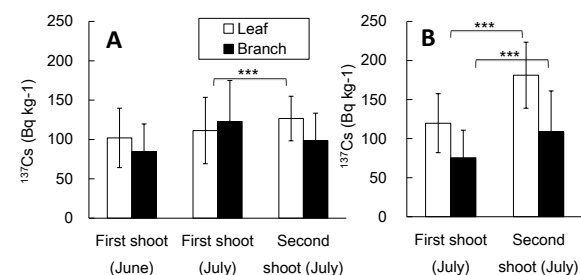 A
Leaf
Branch
***
250
200
150
100
50
0
¹³⁷Cs (Bq kg-1)
First shoot
(June)
First shoot
(July)
Second
shoot (July)
B
***
***
250
200
150
100
50
0
¹³⁷Cs (Bq kg-1)
First shoot
(July)
Second
shoot (July)